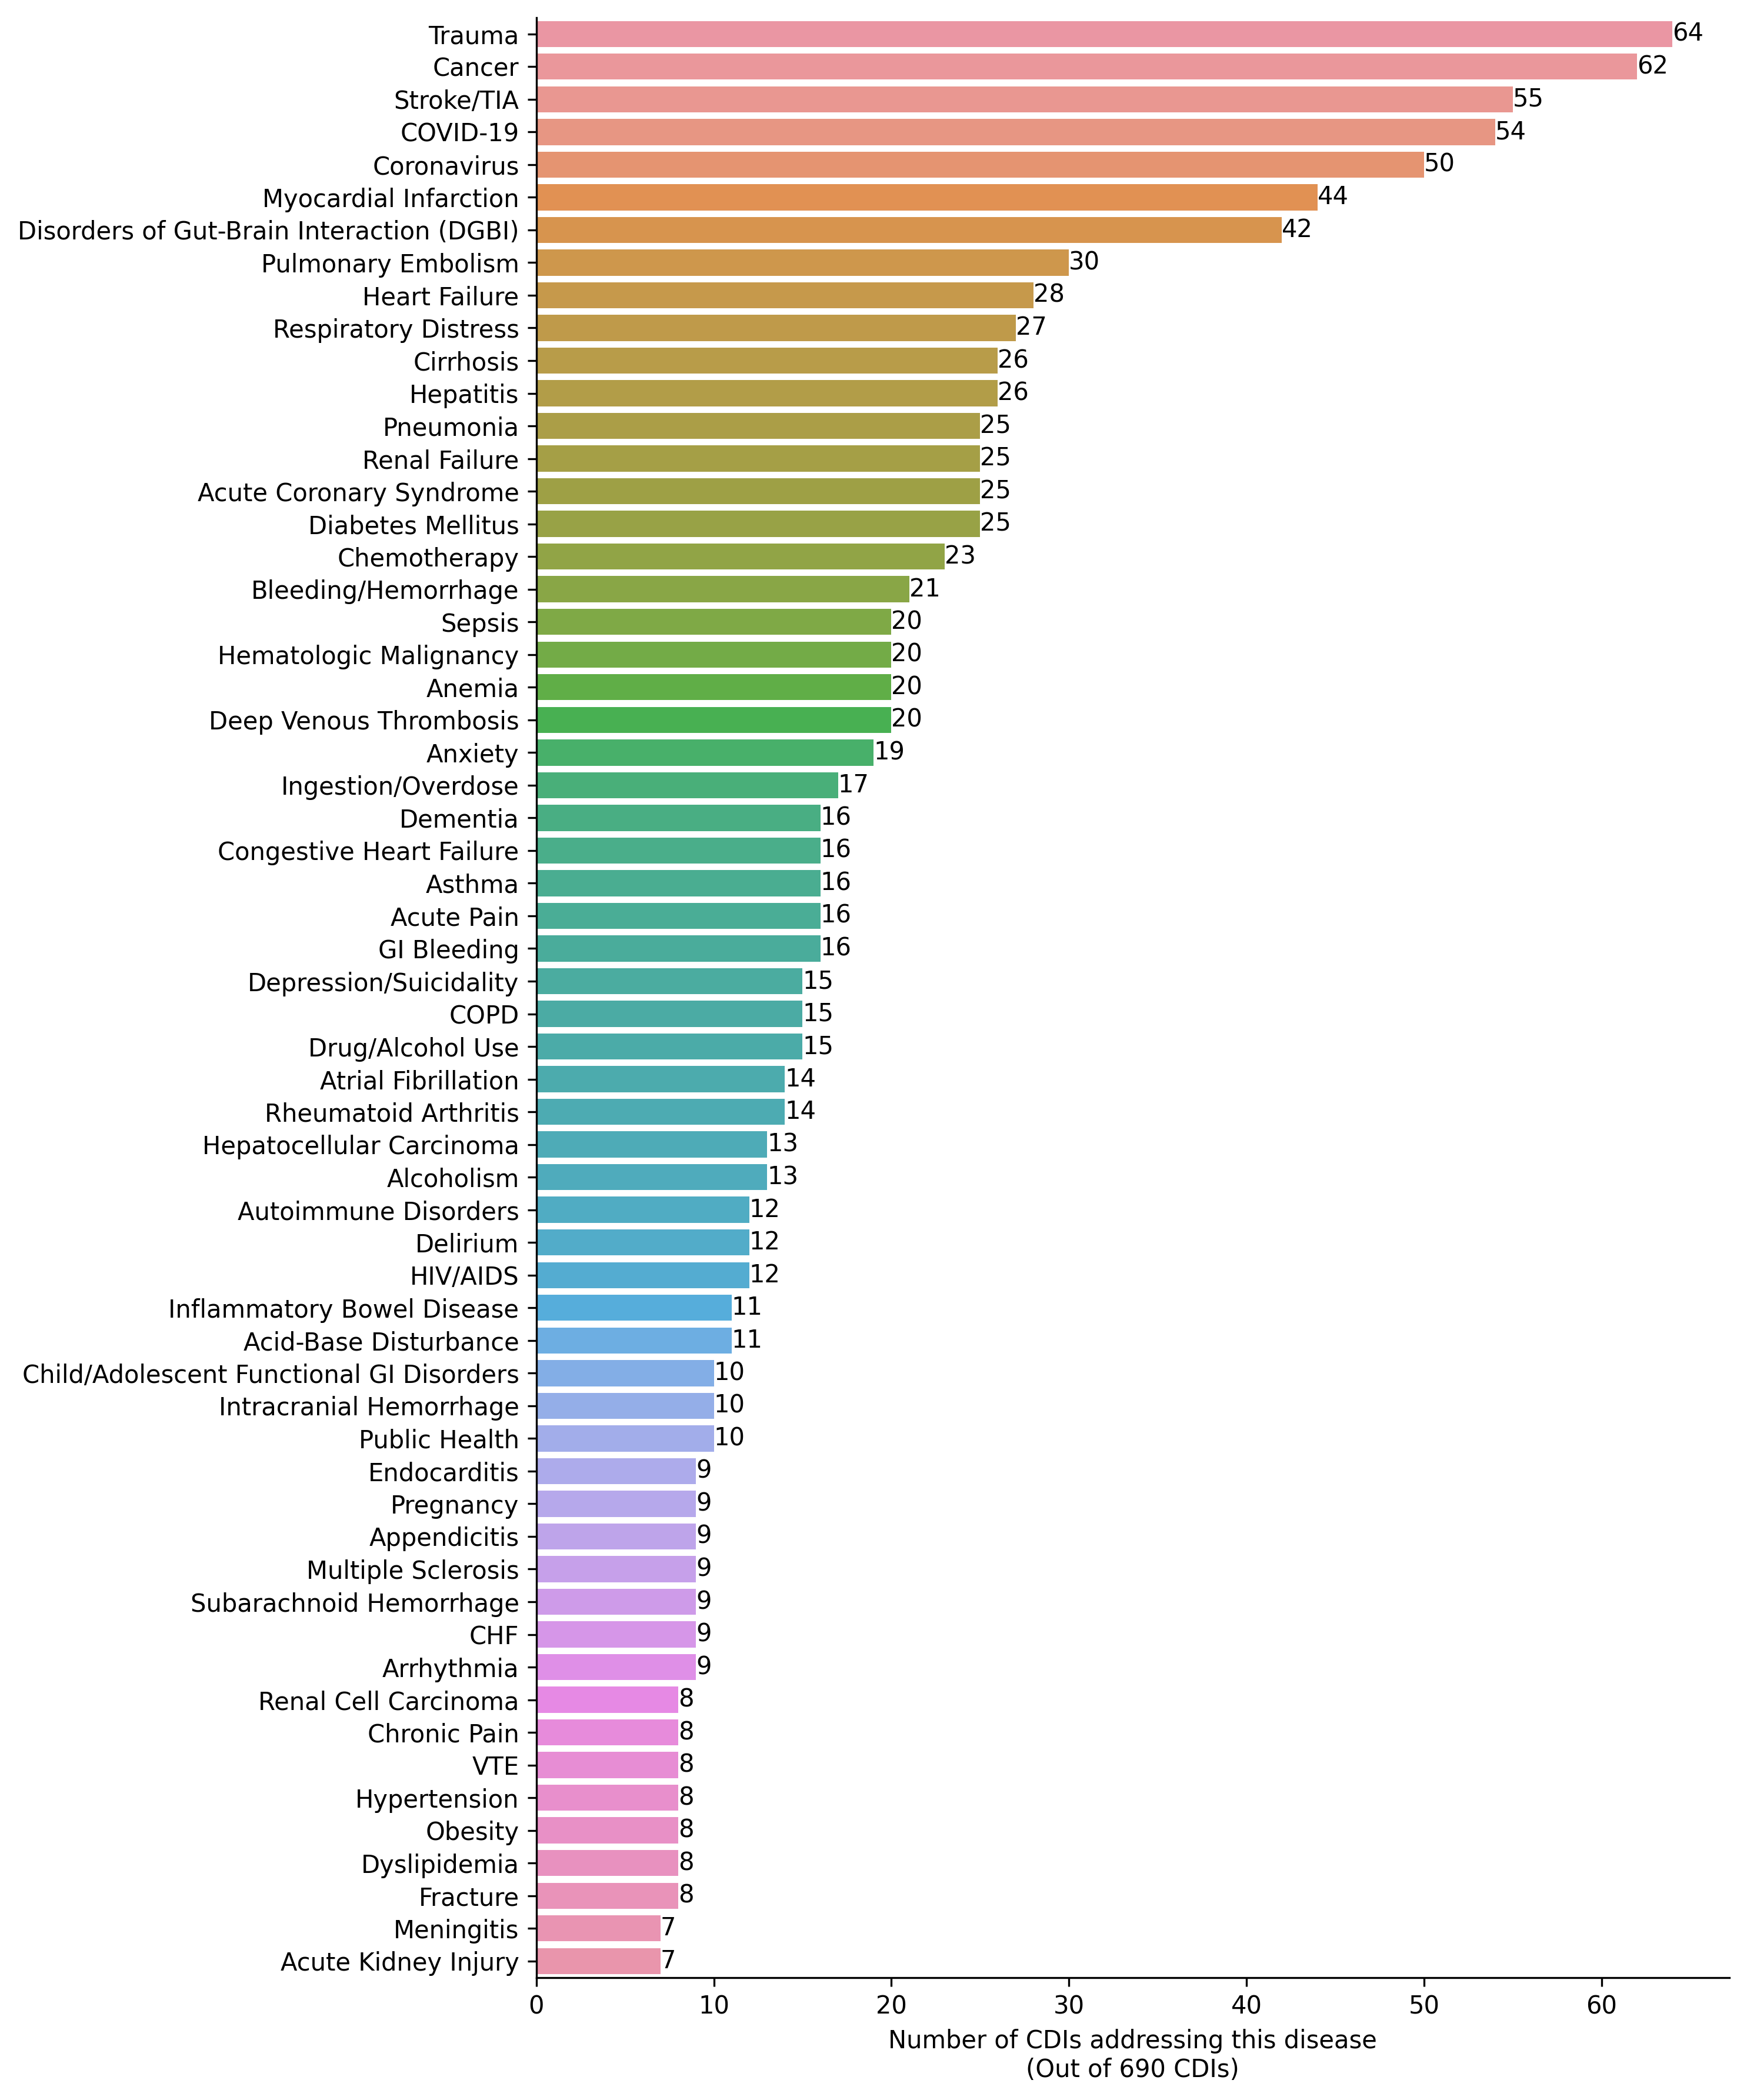 Trauma 64
Cancer 62
Stroke/TIA 55
COVID-19 54
Coronavirus 50
Myocardial Infarction 44
Disorders of Gut-Brain Interaction (DGBI) 42
Pulmonary Embolism 30
Heart Failure 28
Respiratory Distress 27
Cirrhosis 26
Hepatitis 26
Pneumonia 25
Renal Failure 25
Acute Coronary Syndrome 25
Diabetes Mellitus 25
Chemotherapy 23
Bleeding/Hemorrhage 21
Sepsis 20
Hematologic Malignancy 20
Anemia 20
Deep Venous Thrombosis 20
Anxiety 19
Ingestion/Overdose 17
Dementia 16
Congestive Heart Failure 16
Asthma 16
Acute Pain 16
GI Bleeding 16
Depression/Suicidality 15
COPD 15
Drug/Alcohol Use 15
Atrial Fibrillation 14
Rheumatoid Arthritis 14
Hepatocellular Carcinoma 13
Alcoholism 13
Autoimmune Disorders 12
Delirium 12
HIV/AIDS 12
Inflammatory Bowel Disease 11
Acid-Base Disturbance 11
Child/Adolescent Functional GI Disorders 10
Intracranial Hemorrhage 10
Public Health 10
Endocarditis 9
Pregnancy 9
Appendicitis 9
Multiple Sclerosis 9
Subarachnoid Hemorrhage 9
CHF 9
Arrhythmia 9
Renal Cell Carcinoma 8
Chronic Pain 8
VTE 8
Hypertension 8
Obesity 8
Dyslipidemia 8
Fracture 8
Meningitis 7
Acute Kidney Injury 7
0 10 20 30 40 50 60
Number of CDIs addressing this disease
(Out of 690 CDIs)